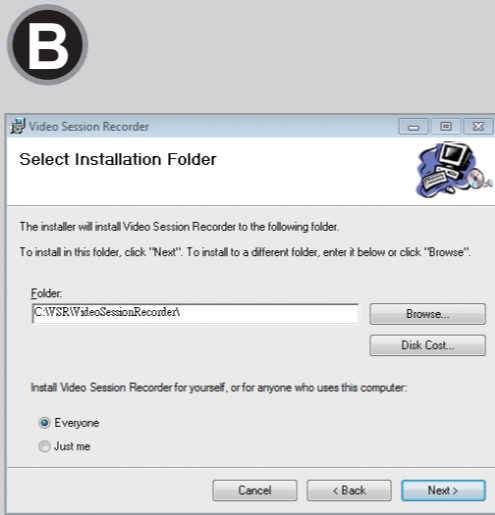 B
Video Session Recorder
Select Installation Folder
The installer will install Video Session Recorder to the following folder.
To install in this folder, click "Next". To install to a different folder, enter it below or click "Browse".
Folder:
C:\VSR\VideoSessionRecorder\
Browse...
Disk Cost...
Install Video Session Recorder for yourself, or for anyone who uses this computer:
Everyone
Just me
Cancel
< Back
Next >